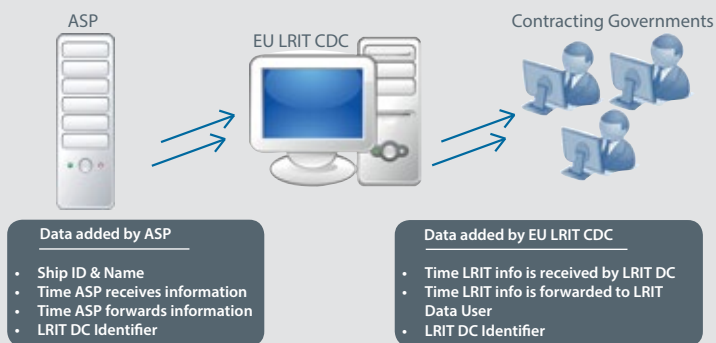 ASP
EU LRIT CDC
Contracting Governments
Data added by ASP
• Ship ID & Name
• Time ASP receives information
• Time ASP forwards information
• LRIT DC Identifier
Data added by EU LRIT CDC
• Time LRIT info is received by LRIT DC
• Time LRIT info is forwarded to LRIT
Data User
• LRIT DC Identifier